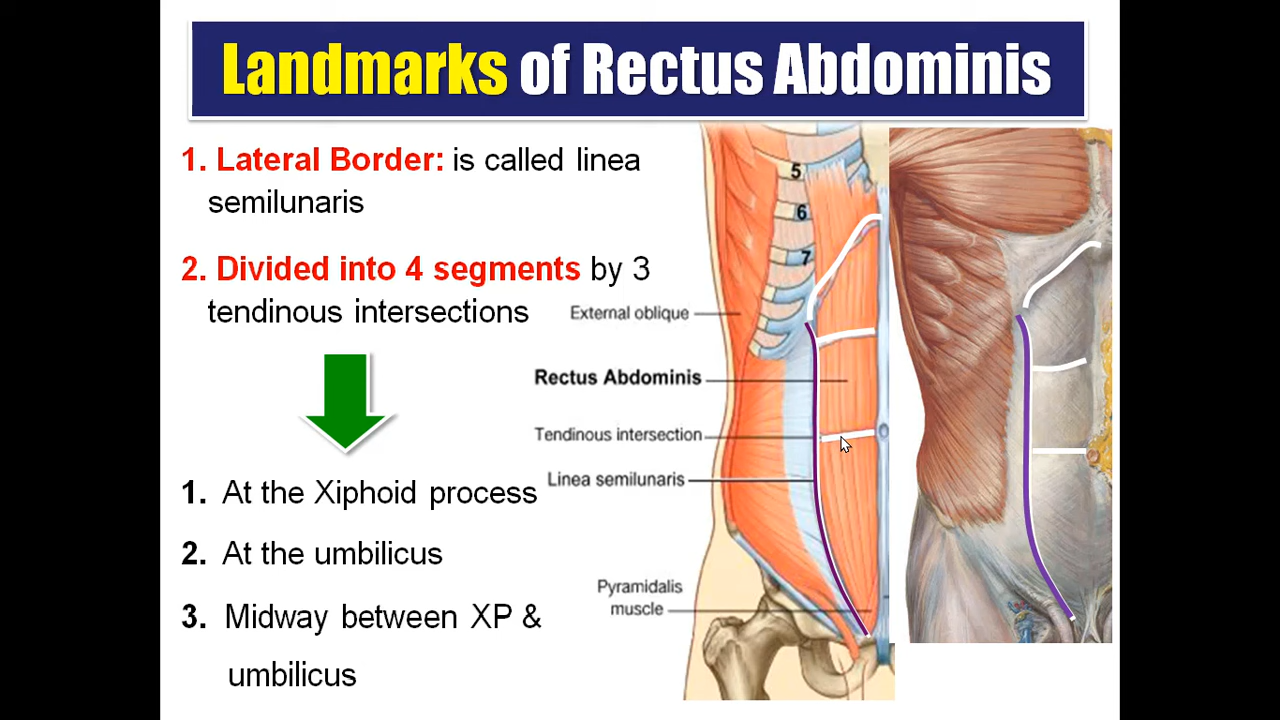 Landmarks of Rectus Abdominis
1. Lateral Border: is called linea
semilunaris
2. Divided into 4 segments by 3
tendinous intersections
1. At the Xiphoid process
2. At the umbilicus
3. Midway between XP &
umbilicus
5
6
7
External oblique
Rectus Abdominis
Tendinous intersection
Linea semilunaris
Pyramidalis
muscle